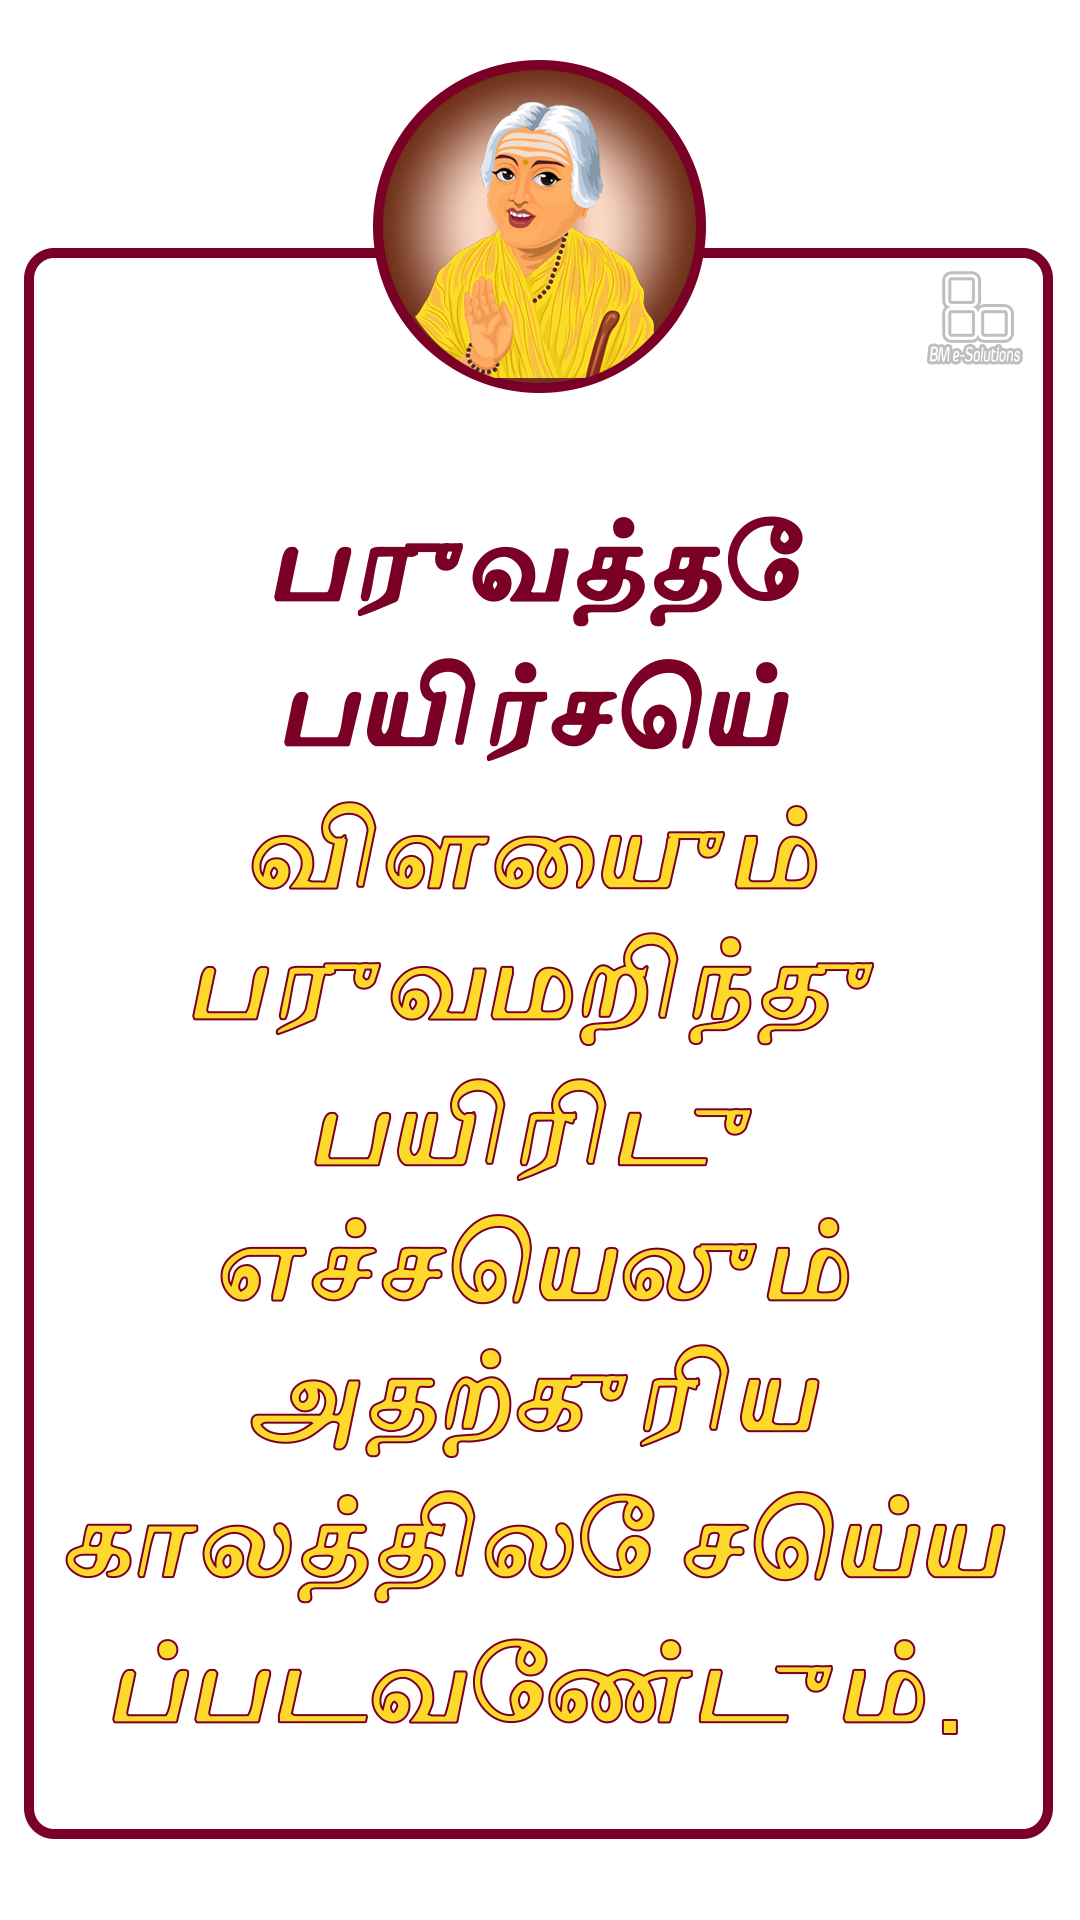 BM e-Solutions
பருவத்தே
பயிர்செய்
விளையும்
பருவமறிந்து
பயிரிடு
எச்செயலும்
அதற்குரிய
காலத்திலே செய்ய
ப்படவேண்டும்.